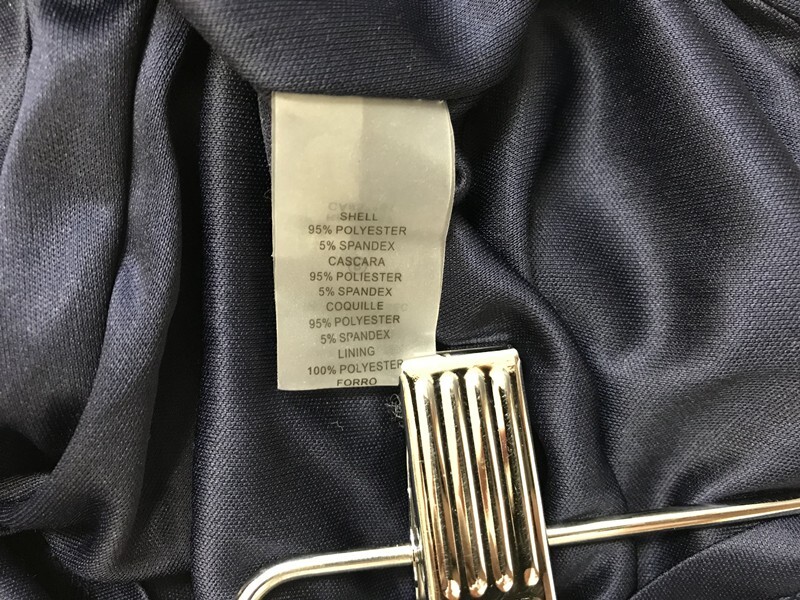 SHELL
95% POLYESTER
5% SPANDEX
CASCARA
95% POLIESTER
5% SPANDEX
COQUILLE
95% POLYESTER
5% SPANDEX
LINING
100% POLYESTER
FORRO